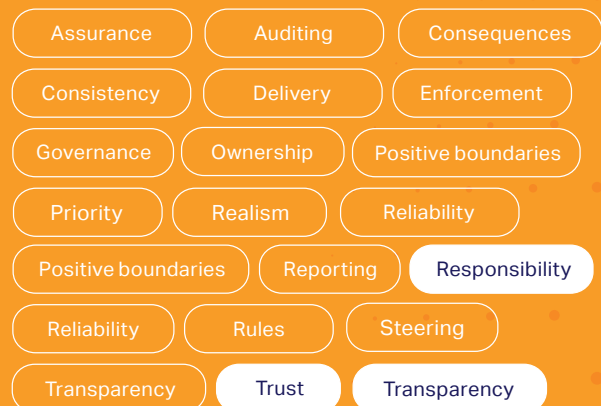 Assurance Auditing Consequences
Consistency Delivery Enforcement
Governance Ownership Positive boundaries
Priority Realism Reliability
Positive boundaries Reporting Responsibility
Reliability Rules Steering
Transparency Trust Transparency